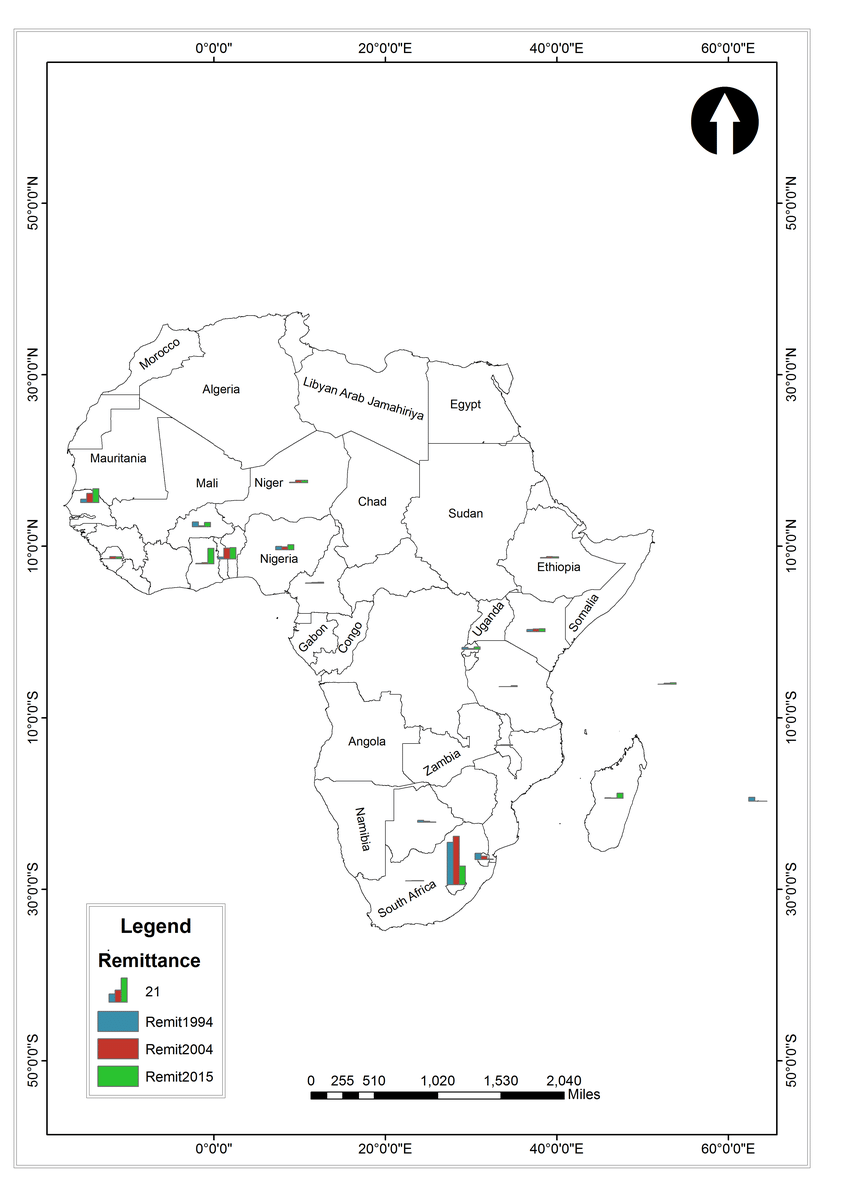 0°0'0" 20°0'0"E 40°0'0"E 60°0'0"E
50°0'0"N 50°0'0"N
30°0'0"N 30°0'0"N
10°0'0"N 10°0'0"N
10°0'0"S 10°0'0"S
30°0'0"S 30°0'0"S
50°0'0"S 50°0'0"S
Morocco
Algeria
Libyan Arab Jamahiriya
Egypt
Mauritania
Mali
Niger
Chad
Sudan
Nigeria
Ethiopia
Somalia
Uganda
Gabon
Congo
Angola
Zambia
Namibia
South Africa
Legend
Remittance
21
Remit1994
Remit2004
Remit2015
0 255 510 1,020 1,530 2,040
Miles
0°0'0" 20°0'0"E 40°0'0"E 60°0'0"E